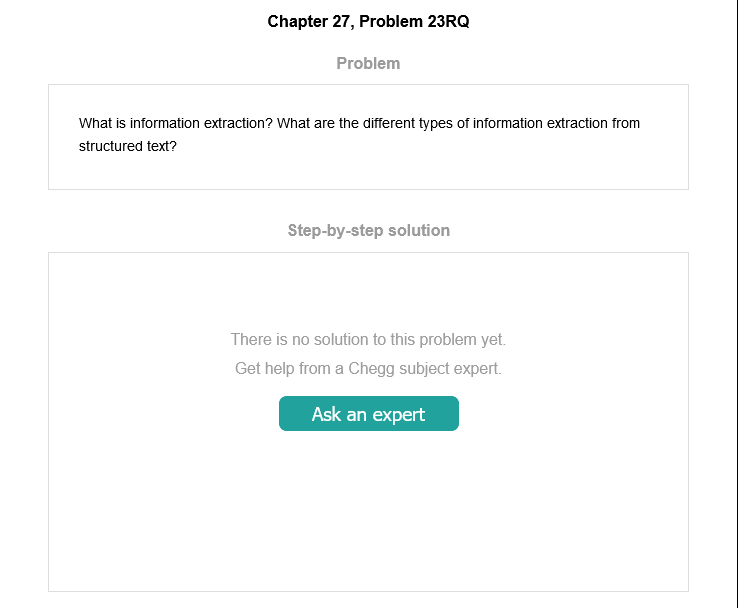 Chapter 27, Problem 23RQ
Problem
What is information extraction? What are the different types of information extraction from
structured text?
Step-by-step solution
There is no solution to this problem yet.
Get help from a Chegg subject expert.
Ask an expert